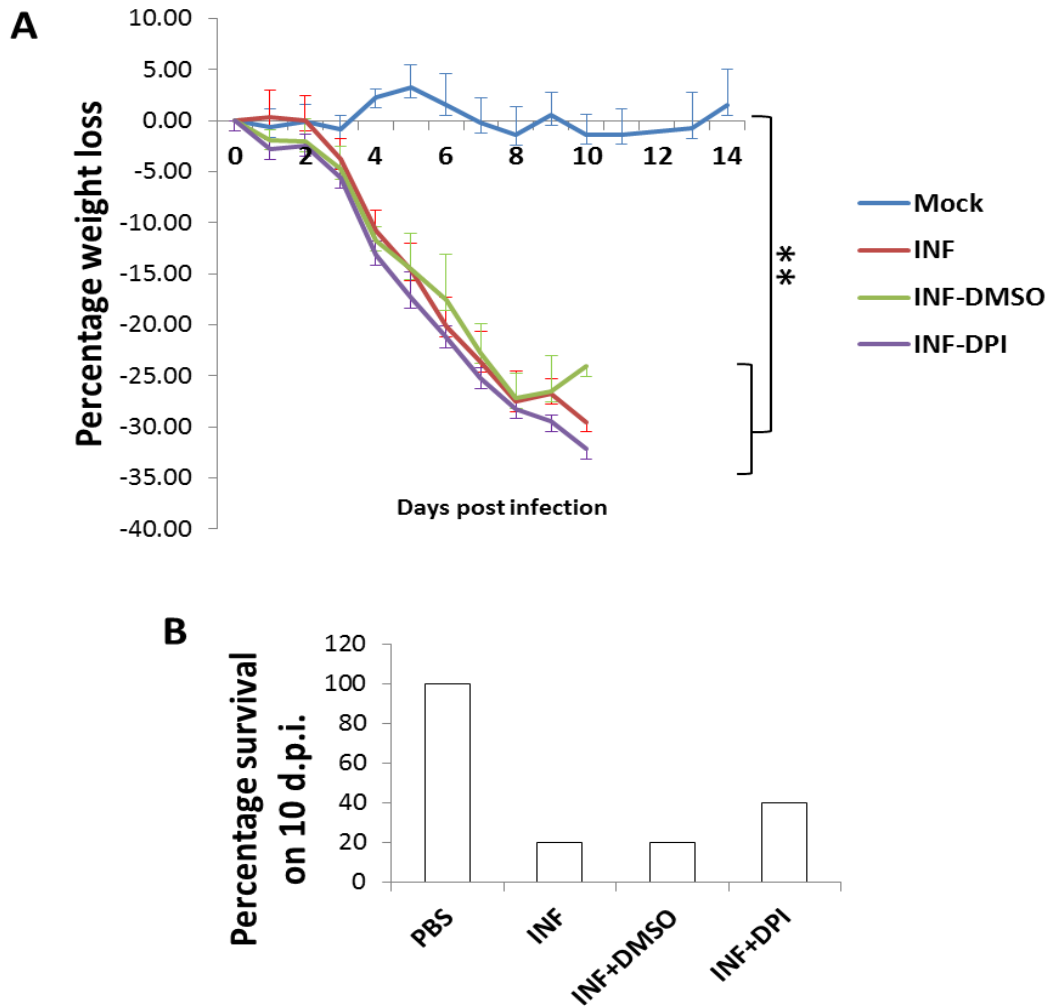 A
Percentage weight loss
10.00
5.00
0.00
-5.00
-10.00
-15.00
-20.00
-25.00
-30.00
-35.00
-40.00
0 2 4 6 8 10 12 14
Days post infection
**
Mock
INF
INF-DMSO
INF-DPI
B
Percentage survival
on 10 d.p.i.
120
100
80
60
40
20
0
PBS
INF
INF+DMSO
INF+DPI